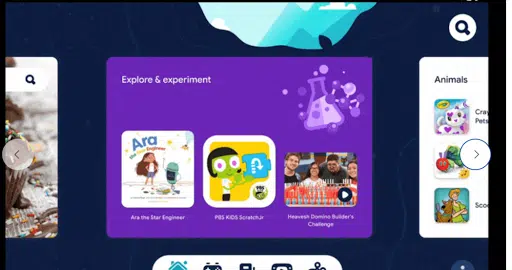 Explore & experiment
Ara
the Star Engineer
PBS
KIDS
Ara the Star Engineer
PBS KIDS ScratchJr
Heavesh Domino Builder's
Challenge
Animals
Cray
Pets
Scoo